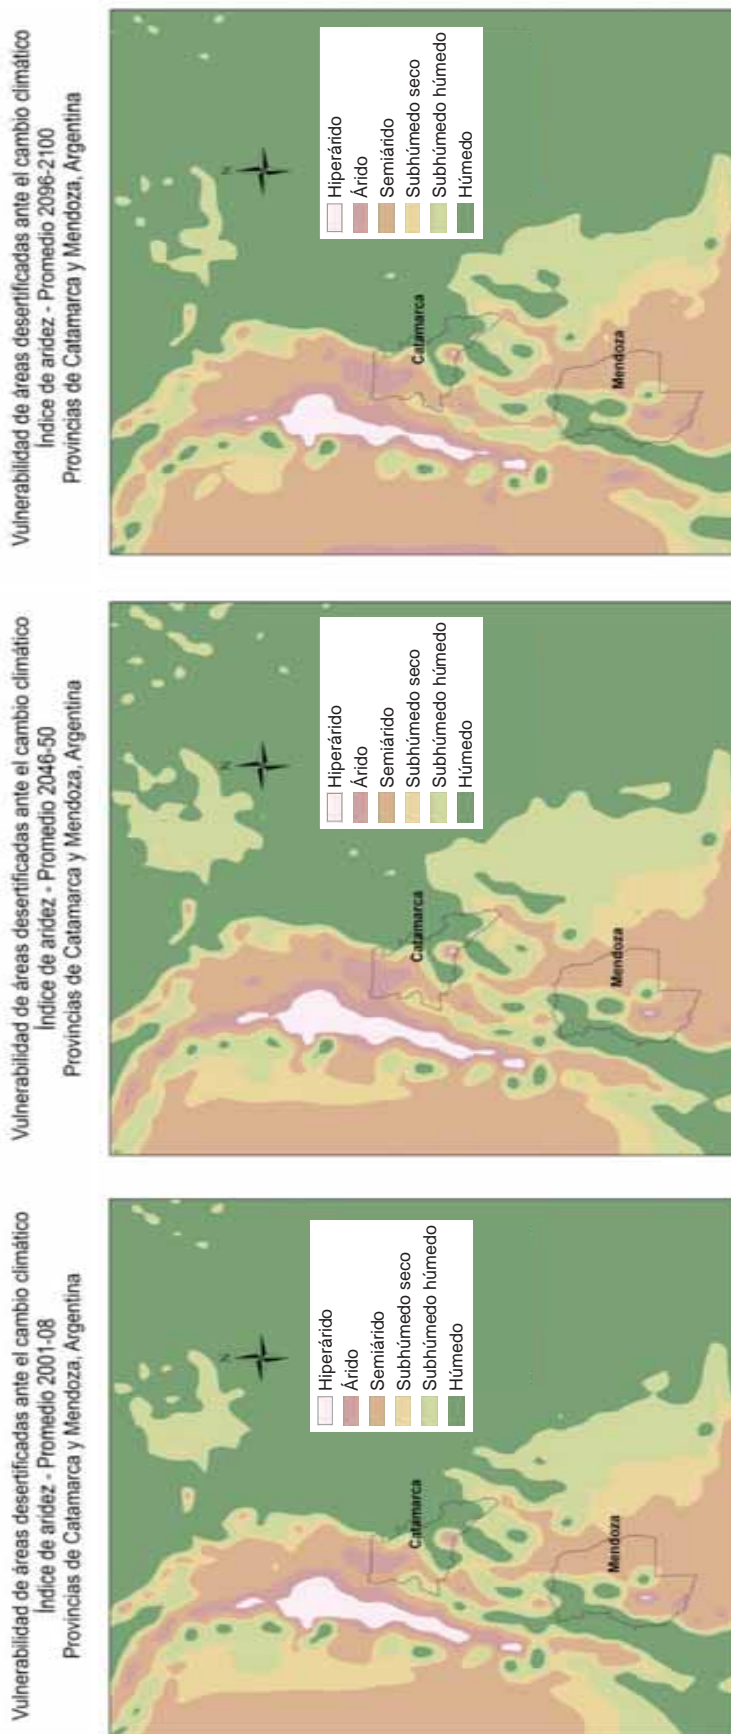 Vulnerabilidad de áreas desertificadas ante el cambio climático
Índice de aridez - Promedio 2001-08
Provincias de Catamarca y Mendoza, Argentina
N
Hiperárido
Árido
Semiárido
Subhúmedo seco
Subhúmedo húmedo
Húmedo
Catamarca
Mendoza
Vulnerabilidad de áreas desertificadas ante el cambio climático
Índice de aridez - Promedio 2046-50
Provincias de Catamarca y Mendoza, Argentina
N
Hiperárido
Árido
Semiárido
Subhúmedo seco
Subhúmedo húmedo
Húmedo
Catamarca
Mendoza
Vulnerabilidad de áreas desertificadas ante el cambio climático
Índice de aridez - Promedio 2096-2100
Provincias de Catamarca y Mendoza, Argentina
N
Hiperárido
Árido
Semiárido
Subhúmedo seco
Subhúmedo húmedo
Húmedo
Catamarca
Mendoza